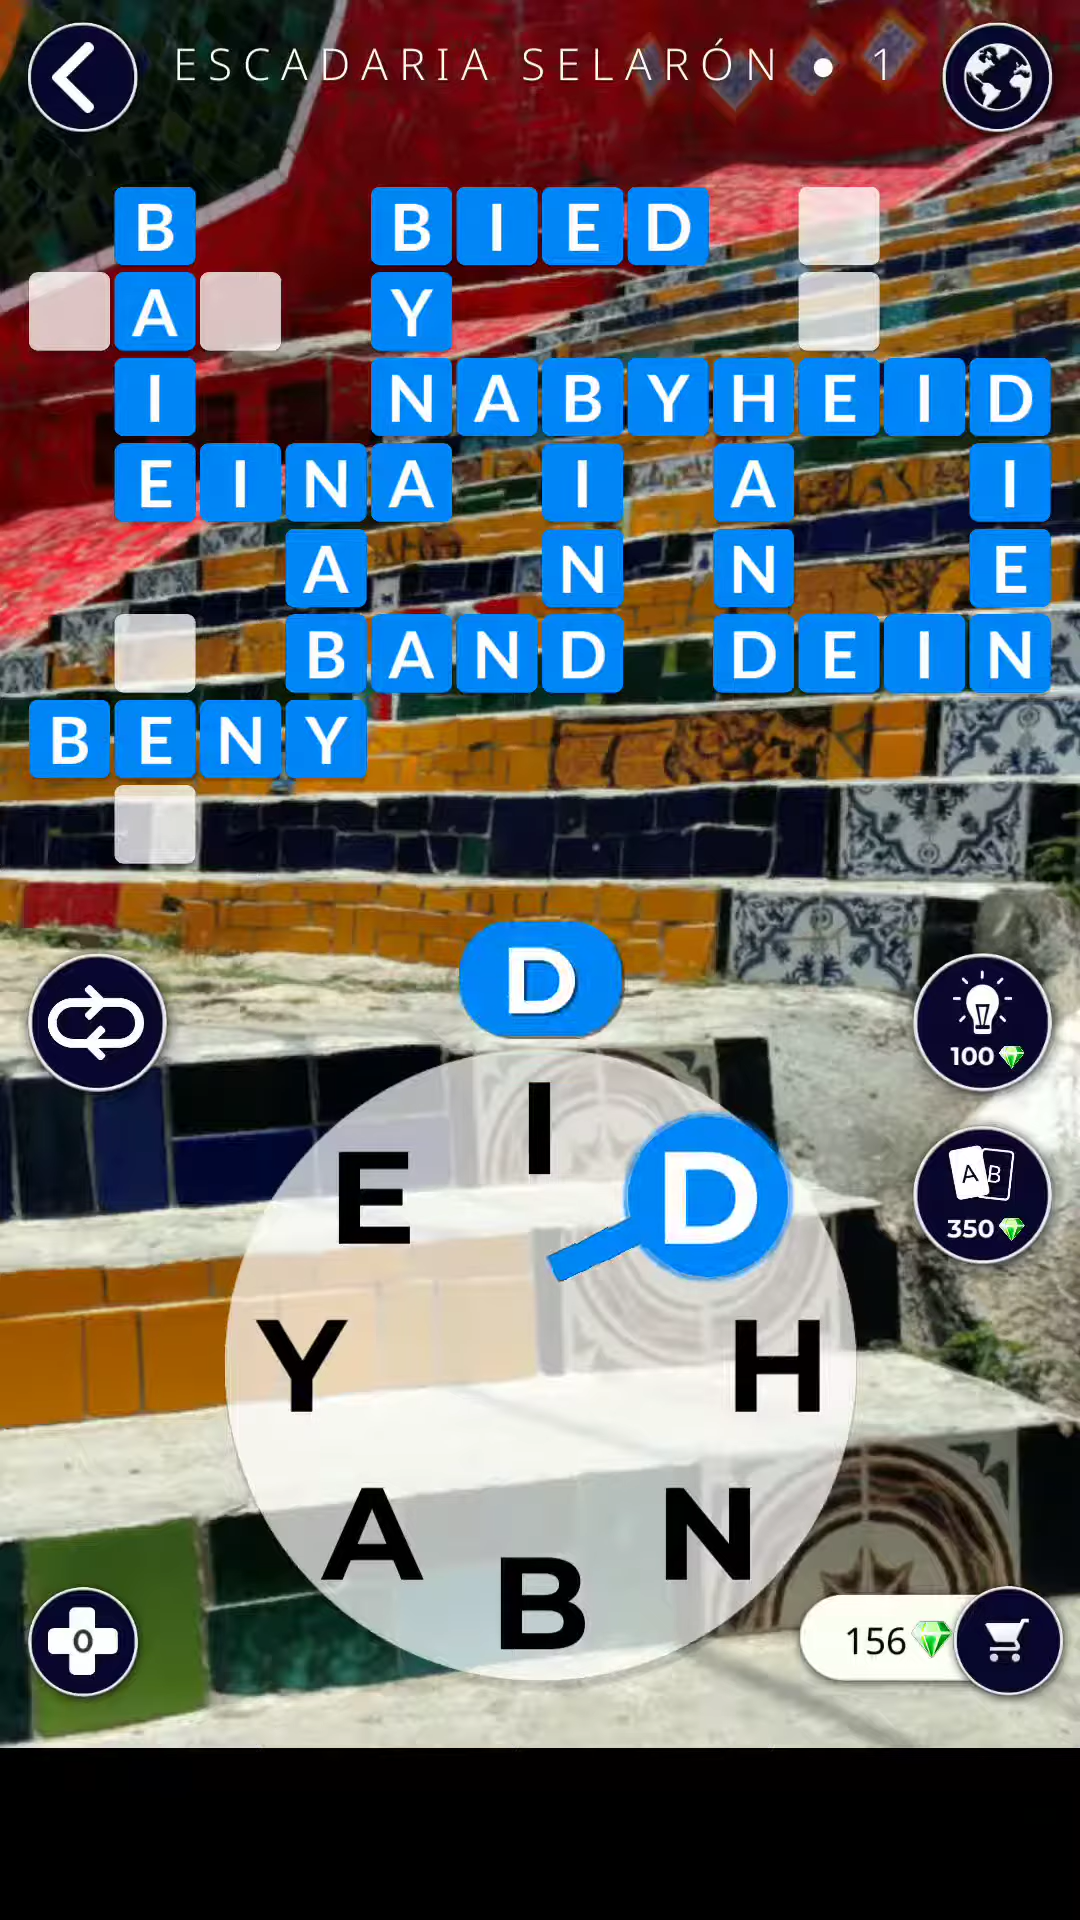 ESCADARIA SELARÓN • 1
B BIED
A Y
I NABYHEID
EINA I A I
A N N E
BAND DEIN
BENY
D
I
E D
Y H
A N
B
100
A B
350
0
156